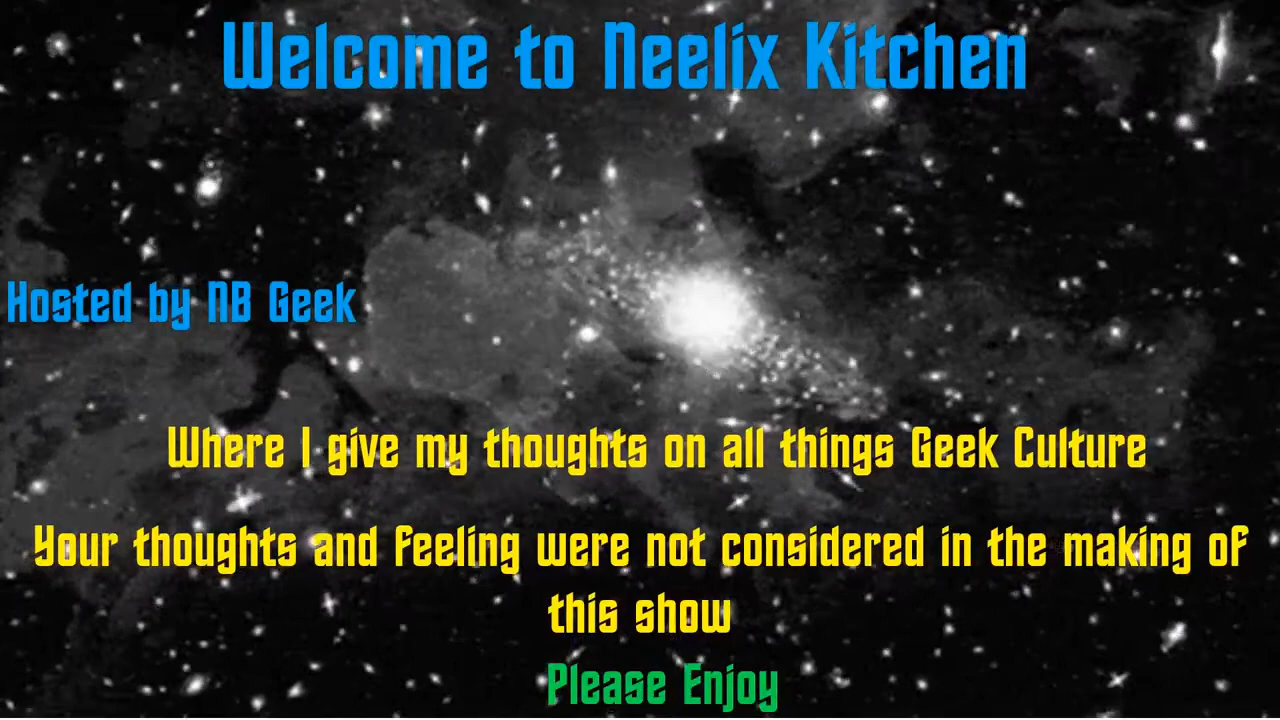 Welcome to Neelix Kitchen
Hosted by NB Geek
Where I give my thoughts on all things Geek Culture
Your thoughts and feeling were not considered in the making of
this show
Please Enjoy